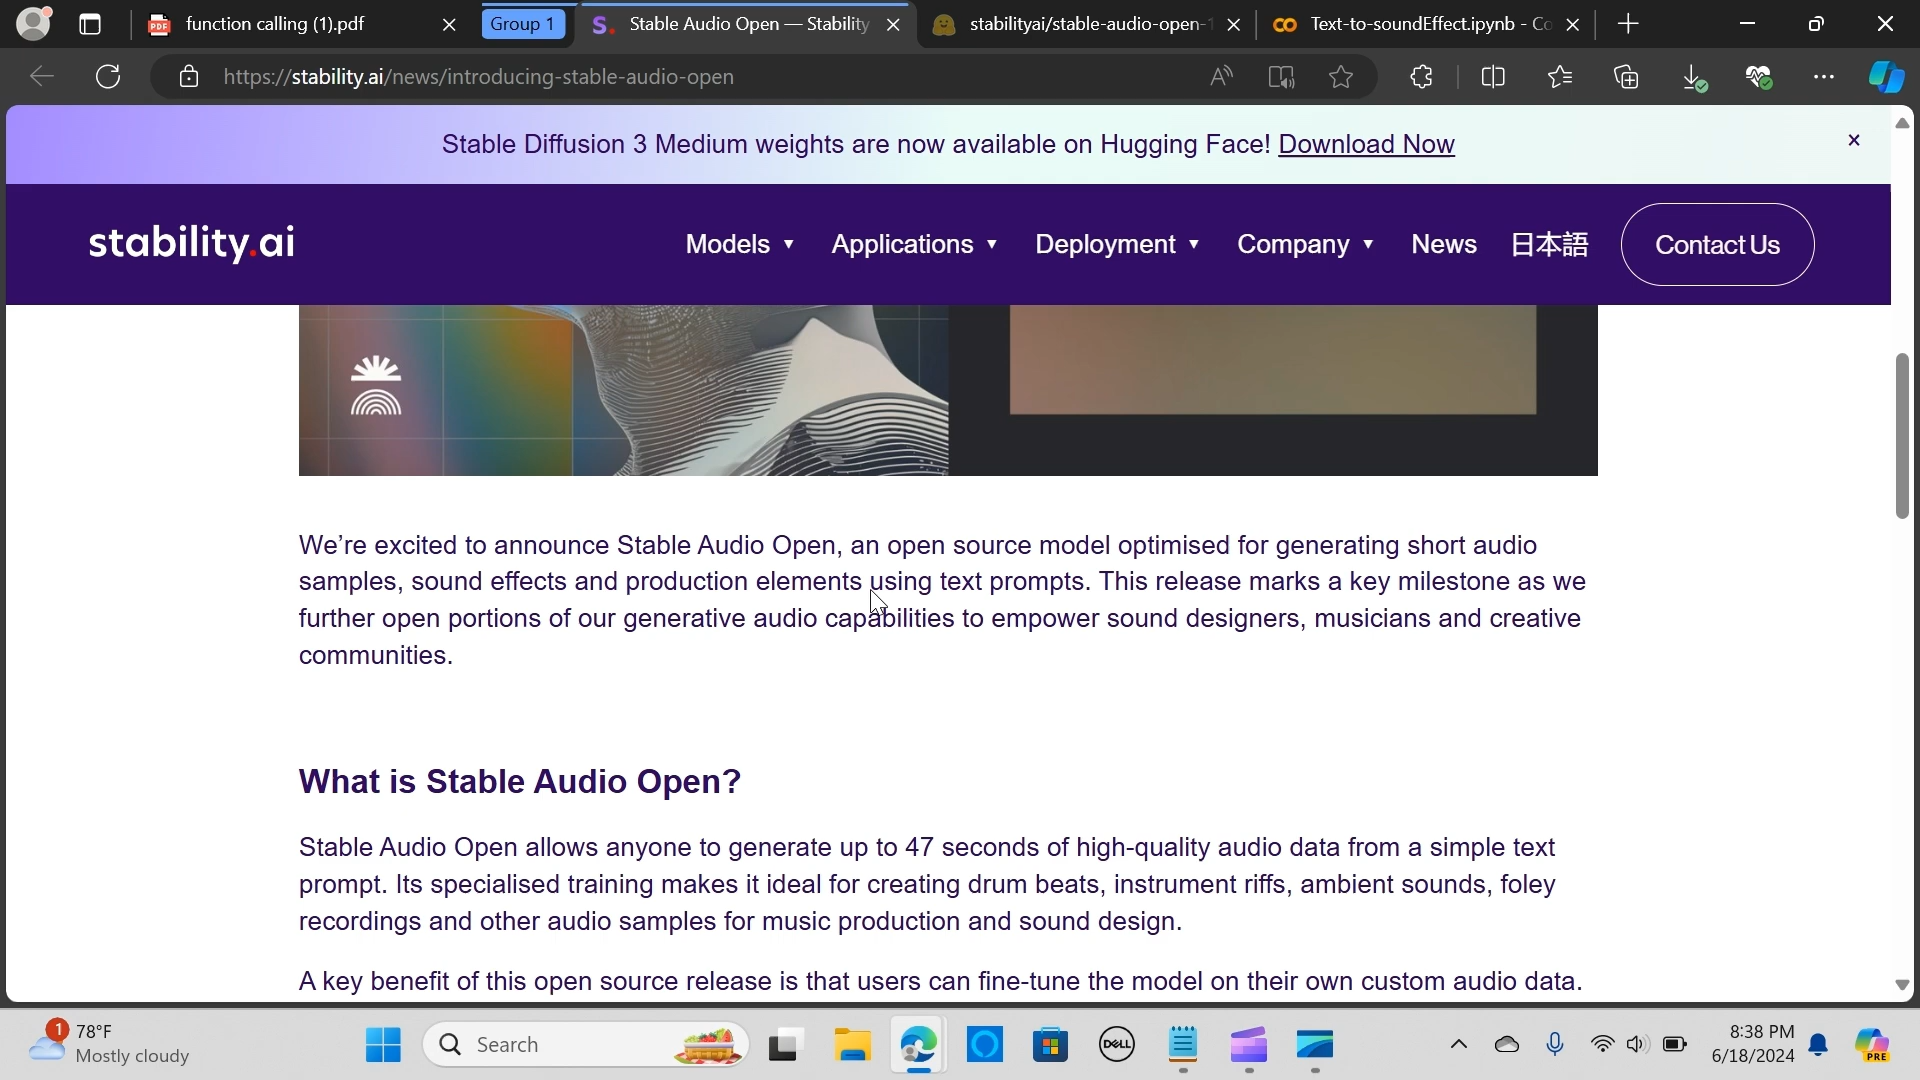 function calling (1).pdf
Group 1
Stable Audio Open — Stability
stabilityai/stable-audio-open-1
Text-to-soundEffect.ipynb - Co
https://stability.ai/news/introducing-stable-audio-open
Stable Diffusion 3 Medium weights are now available on Hugging Face! Download Now
stability.ai
Models
Applications
Deployment
Company
News
日本語
Contact Us
We’re excited to announce Stable Audio Open, an open source model optimised for generating short audio
samples, sound effects and production elements using text prompts. This release marks a key milestone as we
further open portions of our generative audio capabilities to empower sound designers, musicians and creative
communities.
What is Stable Audio Open?
Stable Audio Open allows anyone to generate up to 47 seconds of high-quality audio data from a simple text
prompt. Its specialised training makes it ideal for creating drum beats, instrument riffs, ambient sounds, foley
recordings and other audio samples for music production and sound design.
A key benefit of this open source release is that users can fine-tune the model on their own custom audio data.
1
78°F
Mostly cloudy
Search
DELL
8:38 PM
6/18/2024
PRE